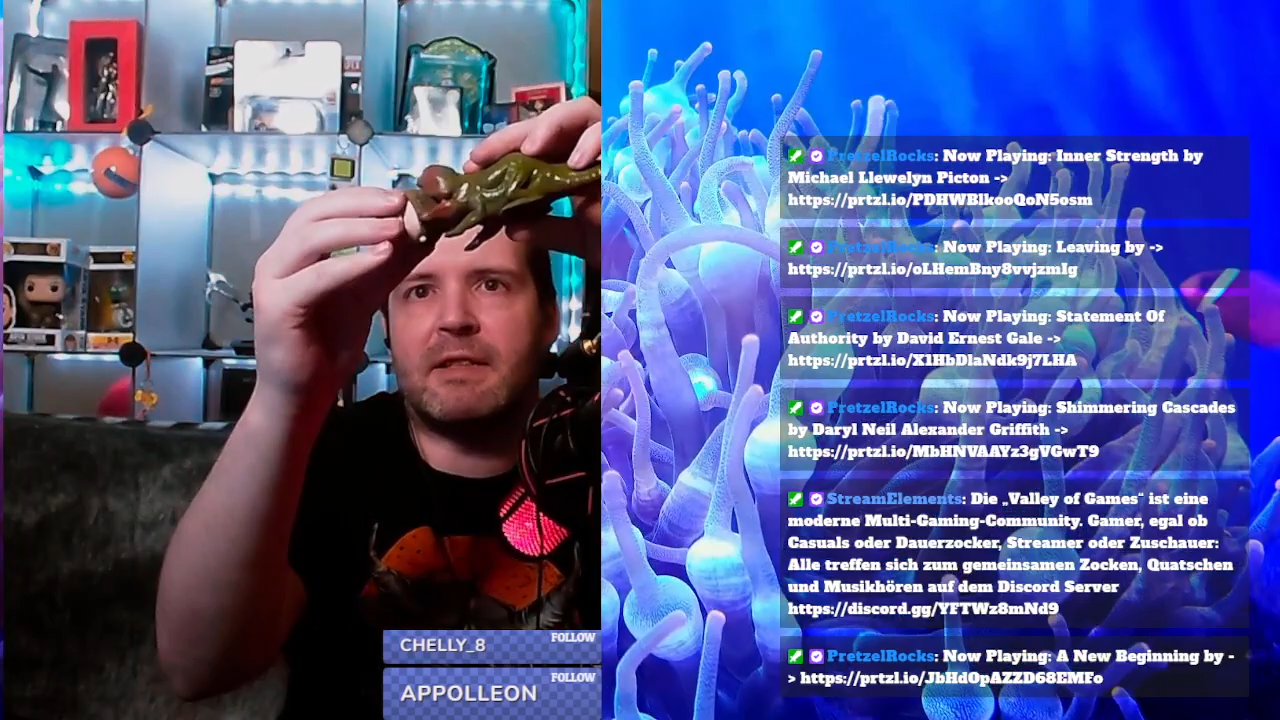 PretzelRocks: Now Playing: Inner Strength by
Michael Llewelyn Picton ->
https://prtzl.io/PDHWBlkooQoN5osm
PretzelRocks: Now Playing: Leaving by ->
https://prtzl.io/oLHemBny8vvjzmIg
PretzelRocks: Now Playing: Statement Of
Authority by David Ernest Gale ->
https://prtzl.io/X1HbDlaNdk9j7LHA
PretzelRocks: Now Playing: Shimmering Cascades
by Daryl Neil Alexander Griffith ->
https://prtzl.io/MbHNVAAYz3gVGwT9
StreamElements: Die „Valley of Games“ ist eine
moderne Multi-Gaming-Community. Gamer, egal ob
Casuals oder Dauerzocker, Streamer oder Zuschauer:
Alle treffen sich zum gemeinsamen Zocken, Quatschen
und Musikhören auf dem Discord Server
https://discord.gg/YFTWz8mNd9
PretzelRocks: Now Playing: A New Beginning by -
> https://prtzl.io/JbHdOpAZZD68EMFo
CHELLY_8
FOLLOW
APPOLLEON
FOLLOW